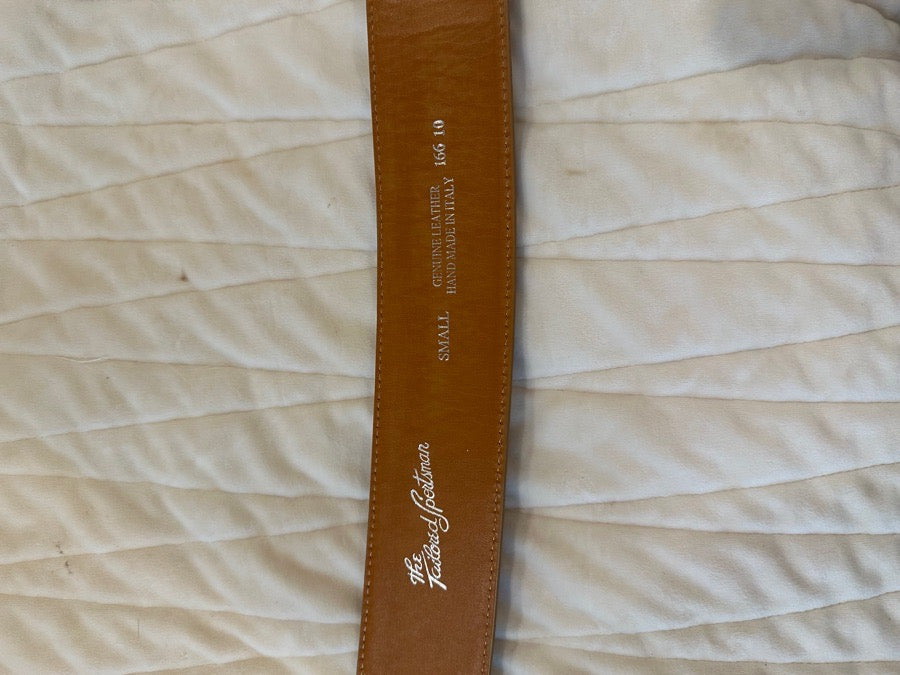 The
Tailored Sportsman
SMALL
GENUINE LEATHER
HAND MADE IN ITALY
166 10